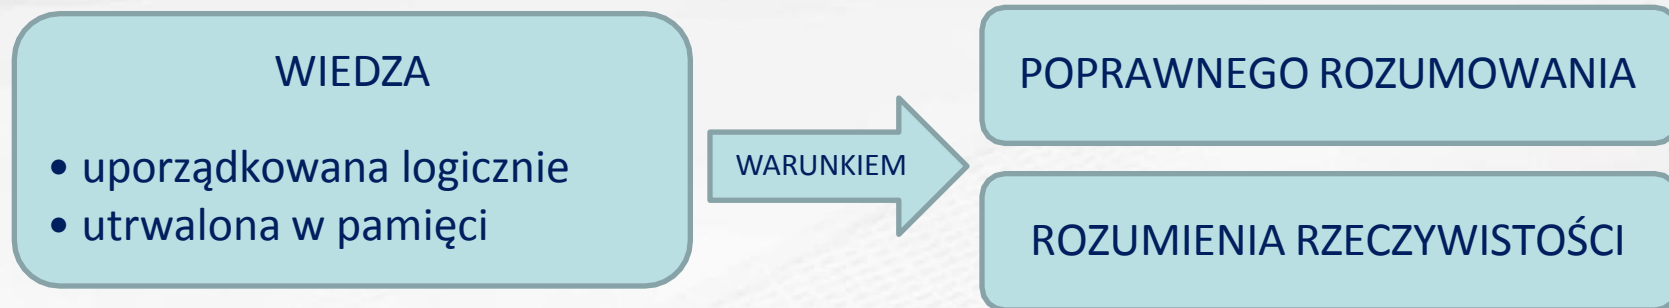 WIEDZA
• uporządkowana logicznie
• utrwalona w pamięci
WARUNKIEM
POPRAWNEGO ROZUMOWANIA
ROZUMIENIA RZECZYWISTOŚCI